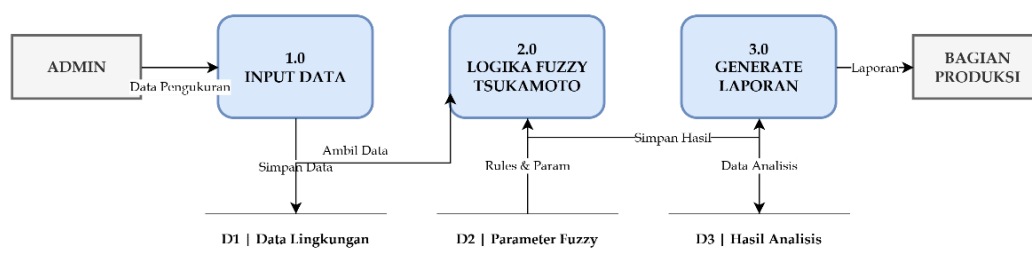 ADMIN
Data Pengukuran
1.0
INPUT DATA
2.0
LOGIKA FUZZY
TSUKAMOTO
3.0
GENERATE
LAPORAN
Laporan
BAGIAN
PRODUKSI
Ambil Data
Simpan Data
Rules & Param
Simpan Hasil
Data Analisis
D1 | Data Lingkungan
D2 | Parameter Fuzzy
D3 | Hasil Analisis